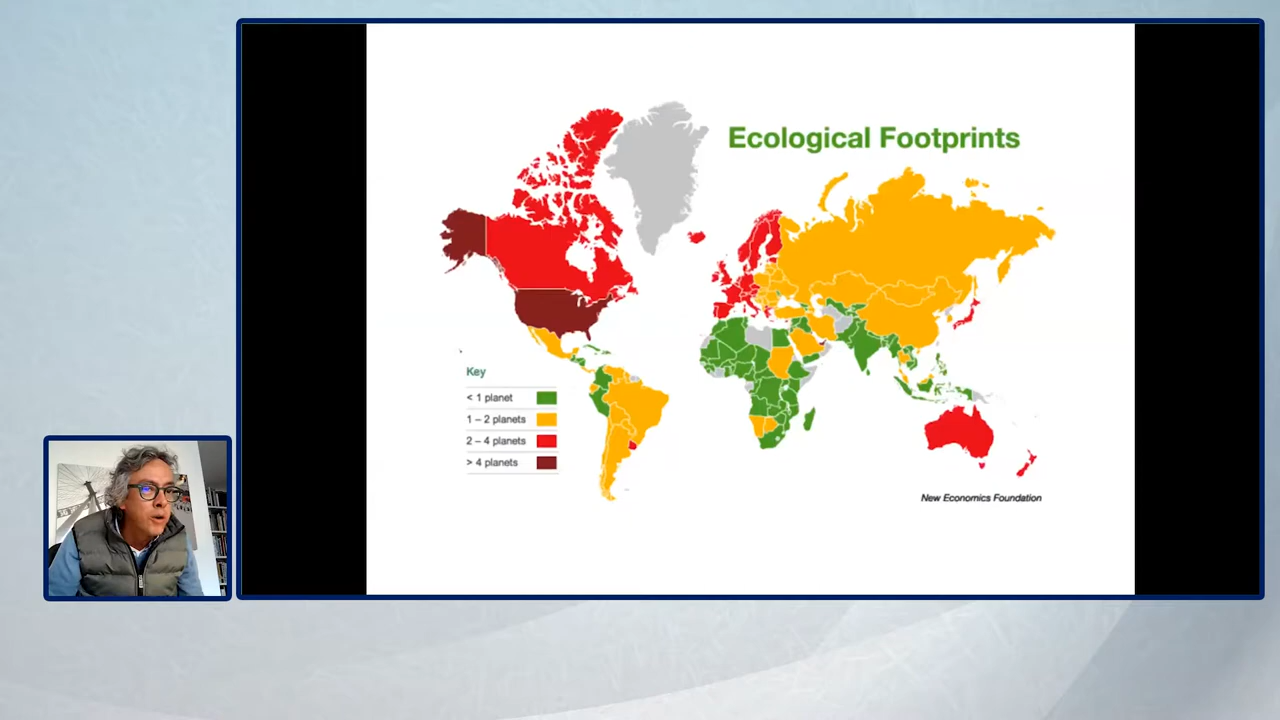 Ecological Footprints
Key
< 1 planet
1 – 2 planets
2 – 4 planets
> 4 planets
New Economics Foundation